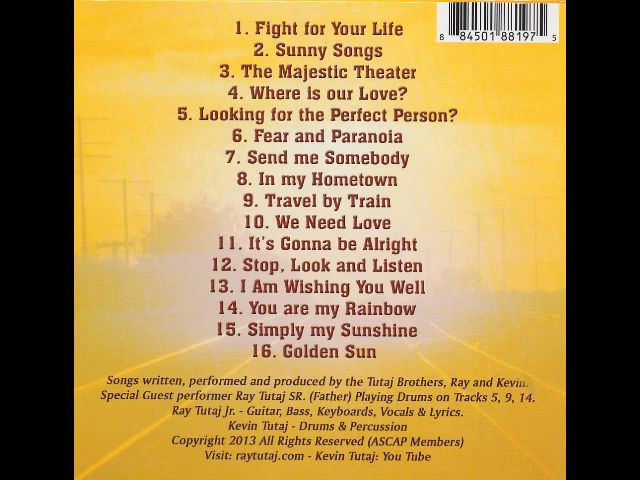 1. Fight for Your Life
2. Sunny Songs
3. The Majestic Theater
4. Where is our Love?
5. Looking for the Perfect Person?
6. Fear and Paranoia
7. Send me Somebody
8. In my Hometown
9. Travel by Train
10. We Need Love
11. It's Gonna be Alright
12. Stop, Look and Listen
13. I Am Wishing You Well
14. You are my Rainbow
15. Simply my Sunshine
16. Golden Sun
8 84501 88197 5
Songs written, performed and produced by the Tutaj Brothers, Ray and Kevin.
Special Guest performer Ray Tutaj SR. (Father) Playing Drums on Tracks 5, 9, 14.
Ray Tutaj Jr. - Guitar, Bass, Keyboards, Vocals & Lyrics.
Kevin Tutaj - Drums & Percussion
Copyright 2013 All Rights Reserved (ASCAP Members)
Visit: raytutaj.com - Kevin Tutaj: You Tube